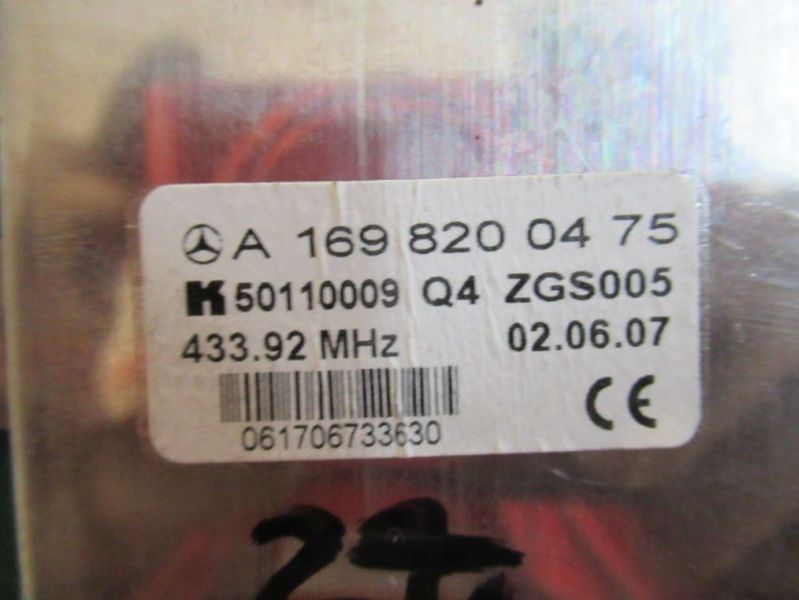 A 169 820 04 75
K 50110009 Q4 ZGS005
433.92 MHz 02.06.07
CE
061706733630